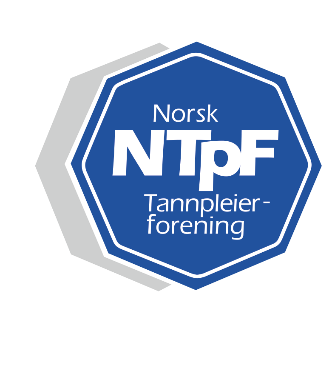 Norsk
NTpF
Tannpleier-
forening